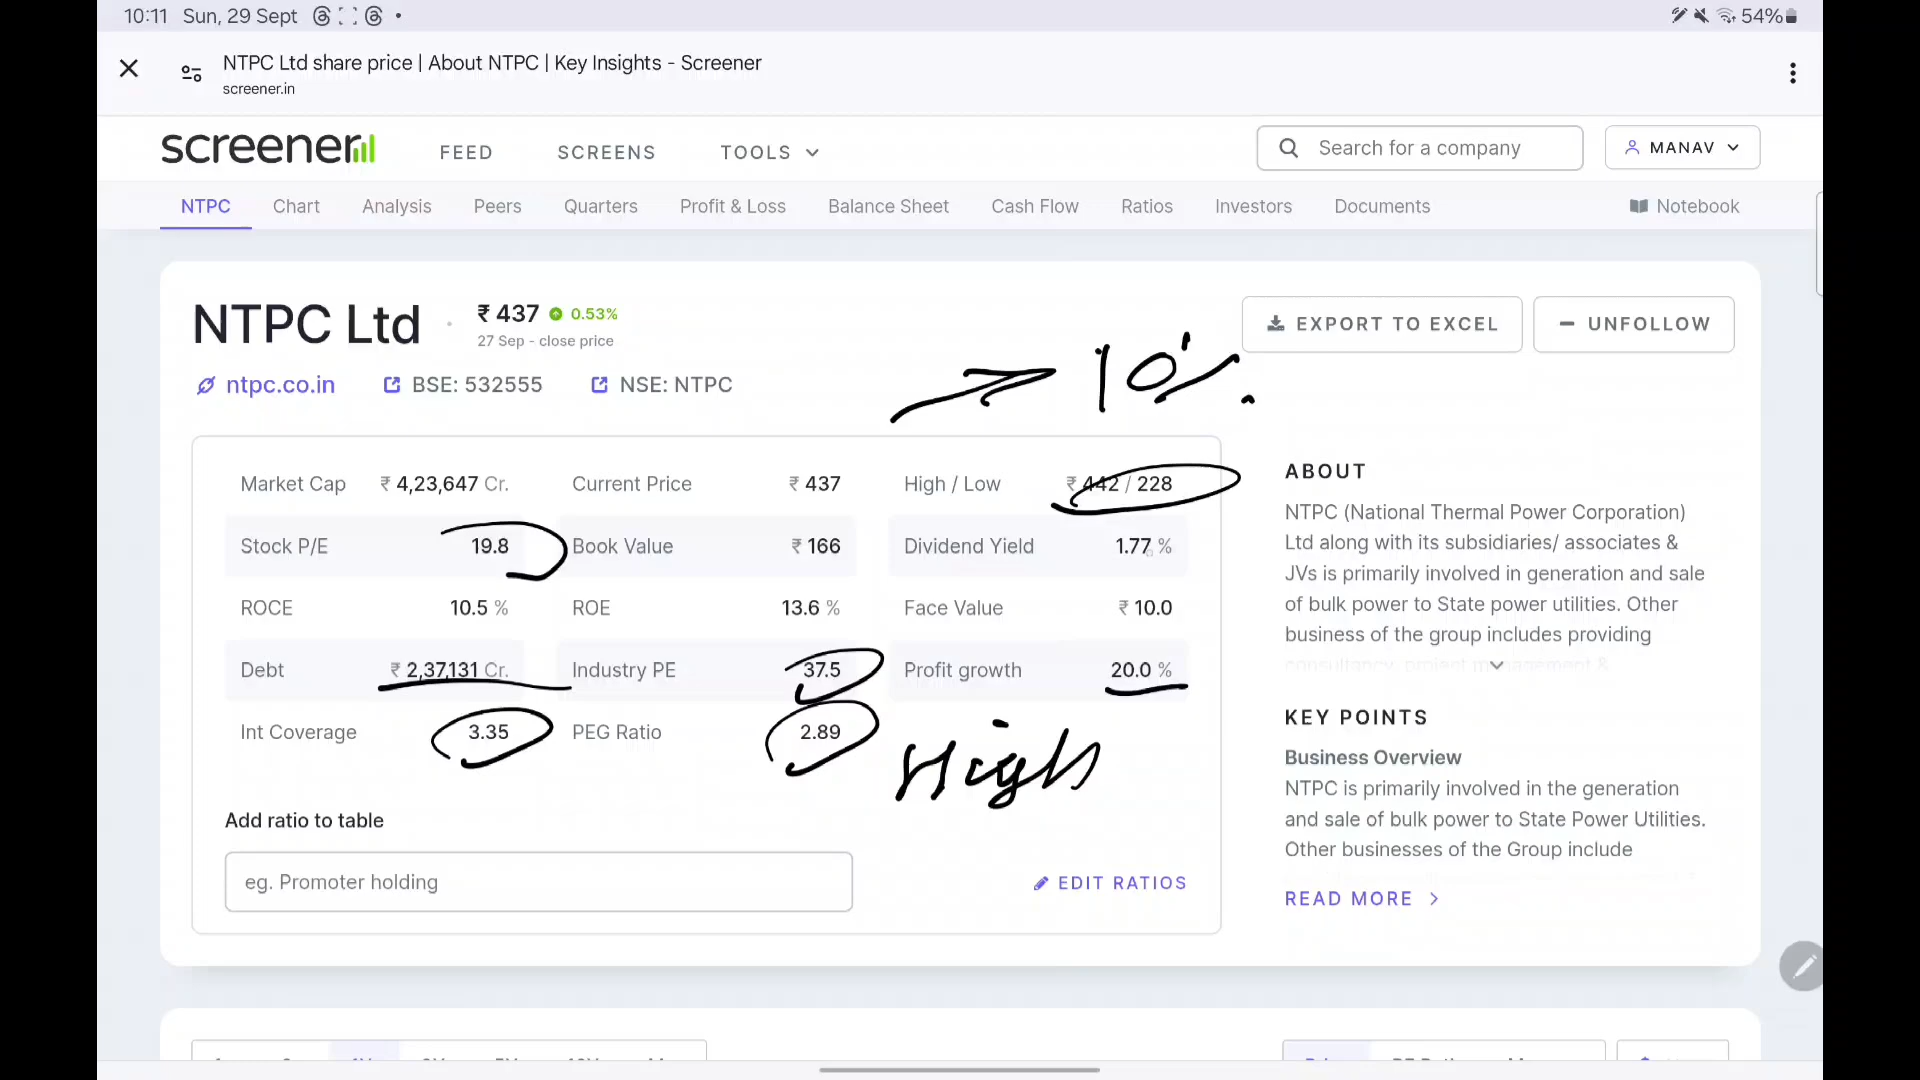 10:11 Sun, 29 Sept 54%
NTPC Ltd share price | About NTPC | Key Insights - Screener
screener.in
screener FEED SCREENS TOOLS Search for a company MANAV
NTPC Chart Analysis Peers Quarters Profit & Loss Balance Sheet Cash Flow Ratios Investors Documents Notebook
NTPC Ltd ₹ 437 0.53%
27 Sep - close price
EXPORT TO EXCEL UNFOLLOW
10%
ntpc.co.in BSE: 532555 NSE: NTPC
Market Cap ₹ 4,23,647 Cr. Current Price ₹ 437 High / Low ₹ 442 / 228
Stock P/E 19.8 Book Value ₹ 166 Dividend Yield 1.77 %
ROCE 10.5 % ROE 13.6 % Face Value ₹ 10.0
Debt ₹ 2,37,131 Cr. Industry PE 37.5 Profit growth 20.0 %
Int Coverage 3.35 PEG Ratio 2.89 High
Add ratio to table
eg. Promoter holding
EDIT RATIOS
ABOUT
NTPC (National Thermal Power Corporation)
Ltd along with its subsidiaries/ associates &
JVs is primarily involved in generation and sale
of bulk power to State power utilities. Other
business of the group includes providing
consultancy, project management &
KEY POINTS
Business Overview
NTPC is primarily involved in the generation
and sale of bulk power to State Power Utilities.
Other businesses of the Group include
READ MORE